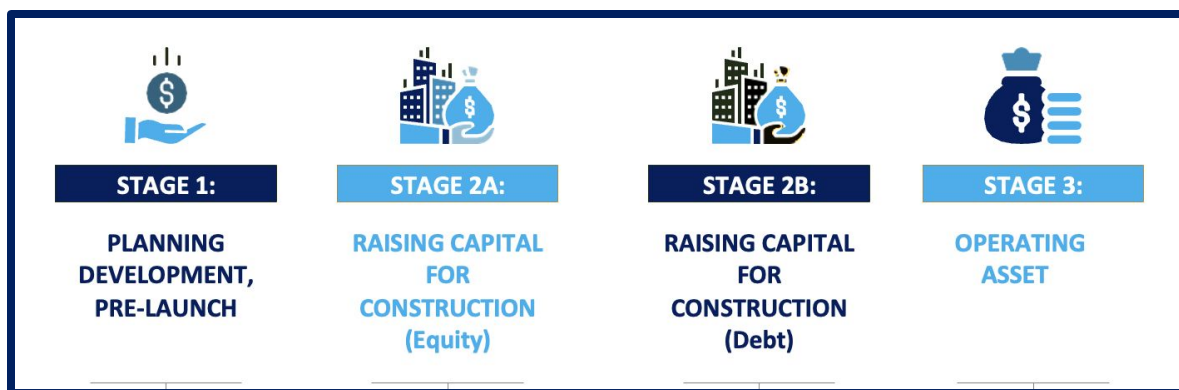 STAGE 1:
PLANNING
DEVELOPMENT,
PRE-LAUNCH
STAGE 2A:
RAISING CAPITAL
FOR
CONSTRUCTION
(Equity)
STAGE 2B:
RAISING CAPITAL
FOR
CONSTRUCTION
(Debt)
STAGE 3:
OPERATING
ASSET
$
$
$
$